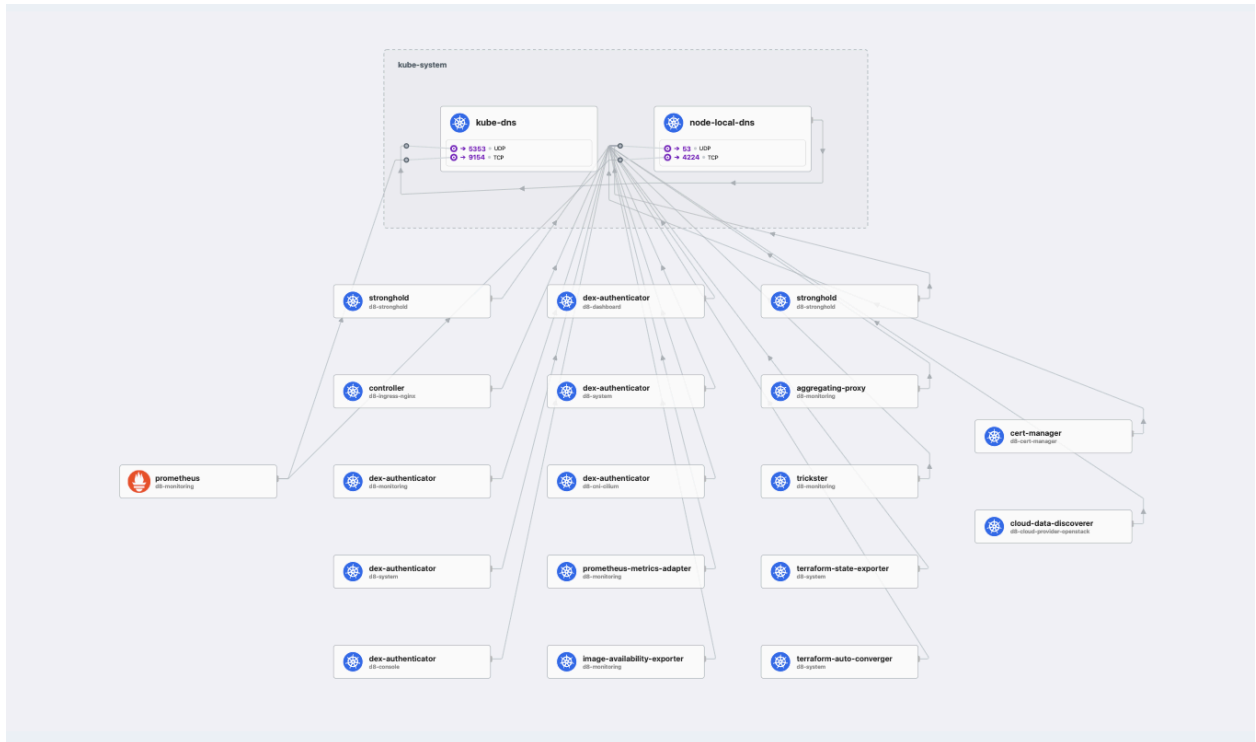 kube-system
kube-dns
→ 5353 • UDP
→ 9154 • TCP
node-local-dns
→ 53 • UDP
→ 4224 • TCP
stronghold
d8-stronghold
dex-authenticator
d8-dashboard
stronghold
d8-stronghold
controller
d8-ingress-nginx
dex-authenticator
d8-system
aggregating-proxy
d8-monitoring
cert-manager
d8-cert-manager
prometheus
d8-monitoring
dex-authenticator
d8-monitoring
dex-authenticator
d8-cni-cilium
trickster
d8-monitoring
cloud-data-discoverer
d8-cloud-provider-openstack
dex-authenticator
d8-system
prometheus-metrics-adapter
d8-monitoring
terraform-state-exporter
d8-system
dex-authenticator
d8-console
image-availability-exporter
d8-monitoring
terraform-auto-converger
d8-system